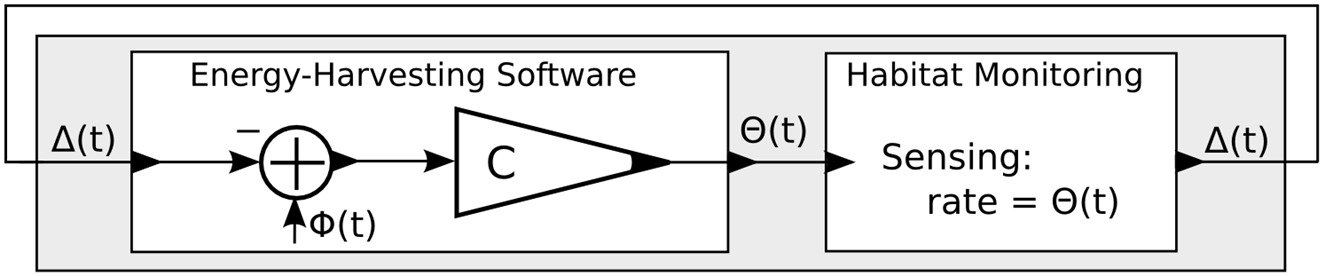 Energy-Harvesting Software
Habitat Monitoring
Δ(t)
−
Φ(t)
C
Θ(t)
Sensing:
rate = Θ(t)
Δ(t)